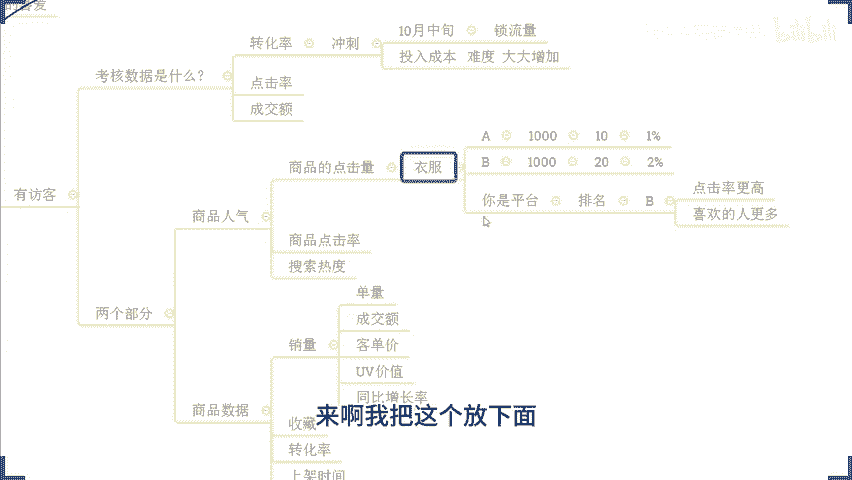 的喜爱
有访客
考核数据是什么?
转化率
冲刺
10月中旬 锁流量
投入成本 难度 大大增加
点击率
成交额
两个部分
商品人气
商品的点击量
衣服
A 1000 10 1%
B 1000 20 2%
你是平台 排名 B
点击率更高
喜欢的人更多
商品点击率
搜索热度
商品数据
销量
单量
成交额
客单价
UV价值
同比增长率
收藏
转化率
上架时间
来啊我把这个放下面